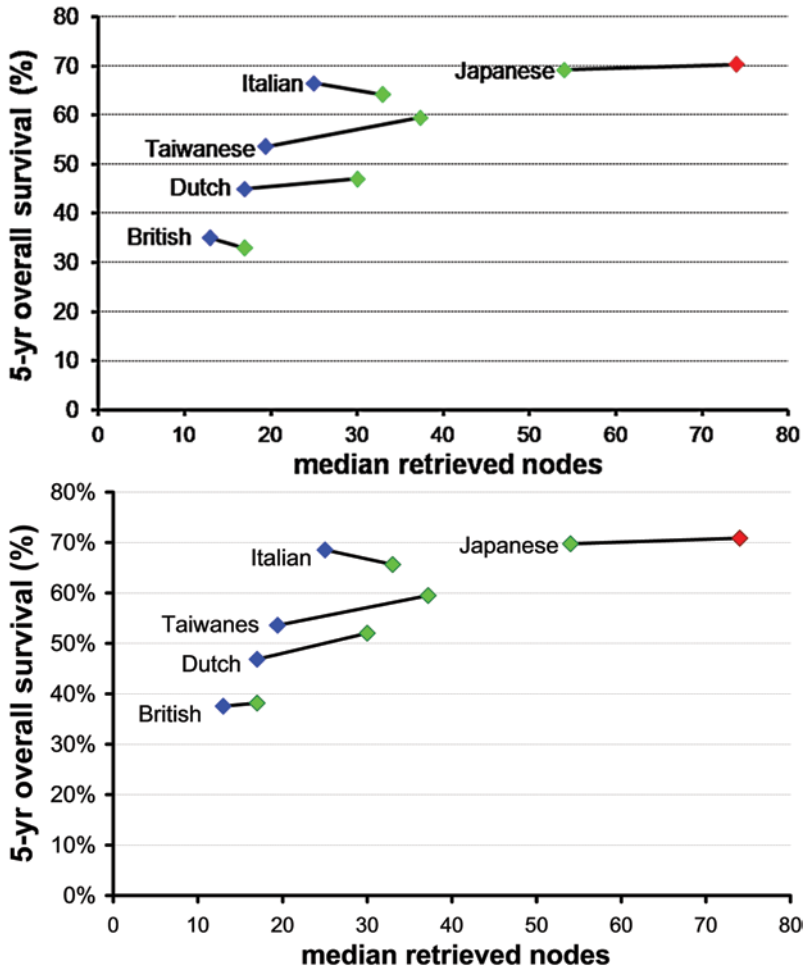 80
70
60
50
40
30
20
10
0
5-yr overall survival (%)
Italian
Japanese
Taiwanese
Dutch
British
0 10 20 30 40 50 60 70 80
median retrieved nodes
80%
70%
60%
50%
40%
30%
20%
10%
0%
5-yr overall survival (%)
Italian
Japanese
Taiwanes
Dutch
British
0 10 20 30 40 50 60 70 80
median retrieved nodes